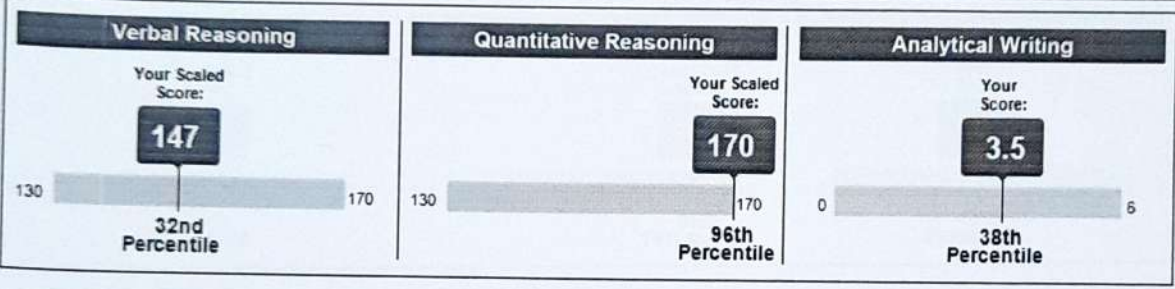 Verbal Reasoning
Your Scaled
Score:
147
130
170
32nd
Percentile
Quantitative Reasoning
Your Scaled
Score:
170
130
170
96th
Percentile
Analytical Writing
Your
Score:
3.5
0
6
38th
Percentile